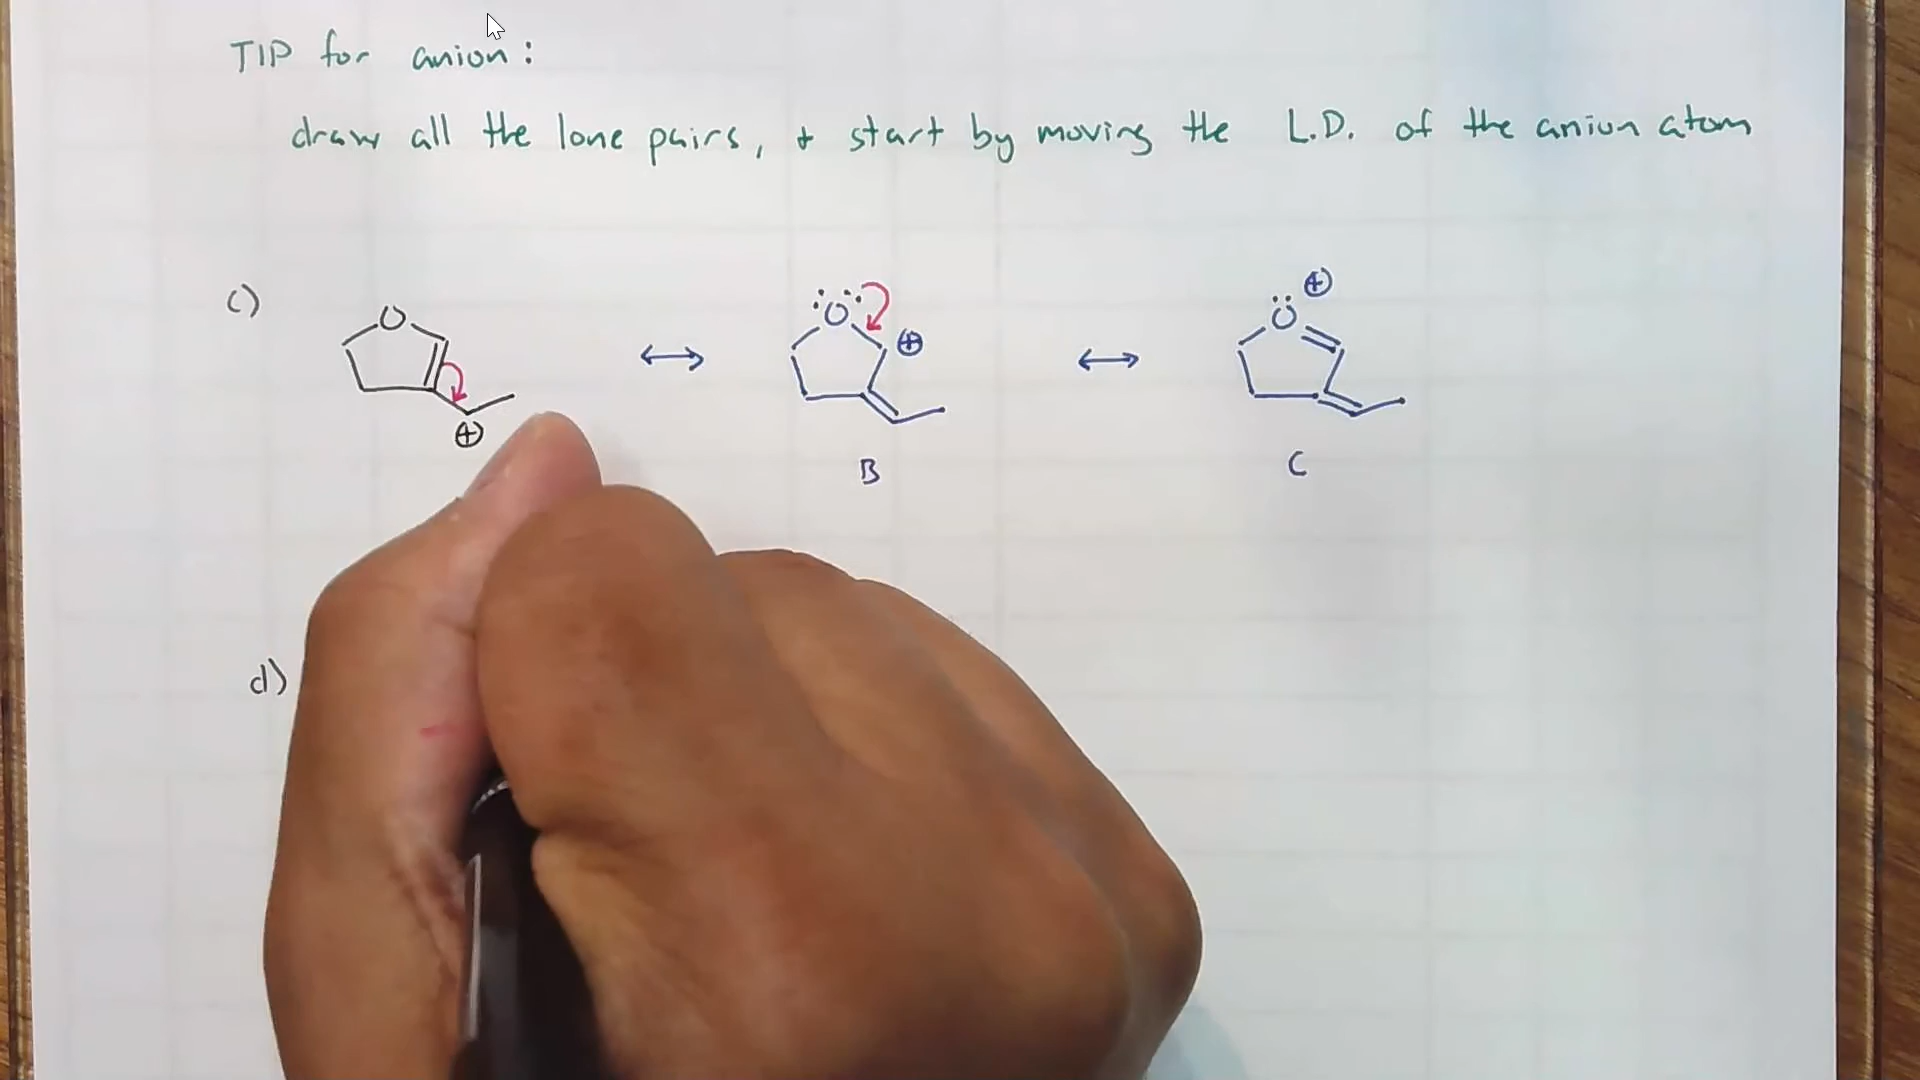 TIP for anion:
draw all the lone pairs, + start by moving the L.D. of the anion atom
c)
O
⊕
:O:
⊕
B
Ö
⊕
C
d)